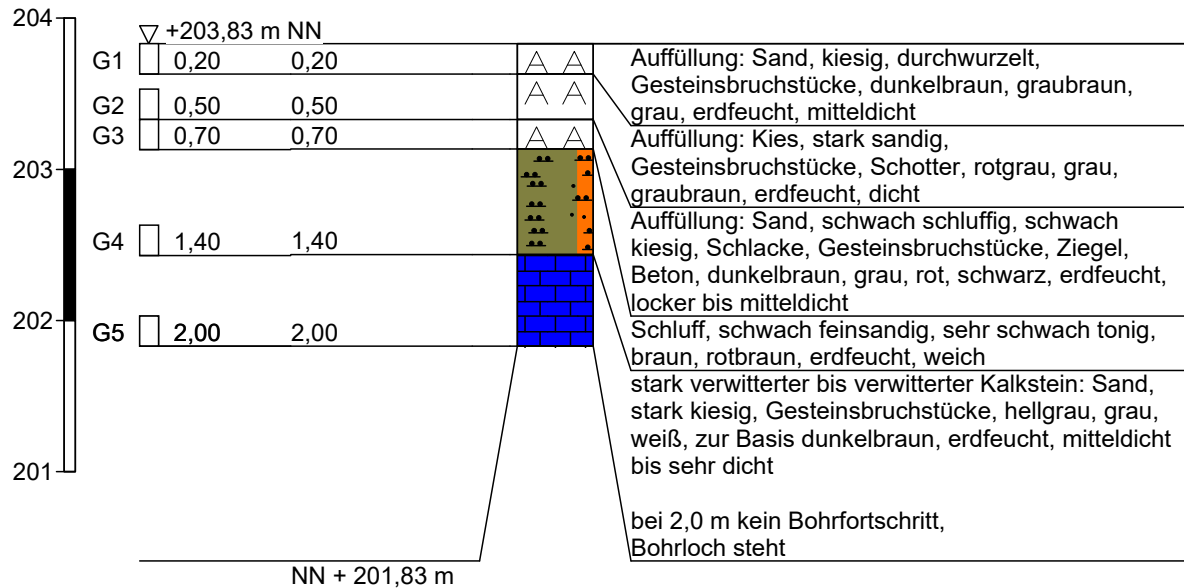 204
+203,83 m NN
G1 0,20 0,20
Auffüllung: Sand, kiesig, durchwurzelt,
Gesteinsbruchstücke, dunkelbraun, graubraun,
grau, erdfeucht, mitteldicht
G2 0,50 0,50
G3 0,70 0,70
Auffüllung: Kies, stark sandig,
Gesteinsbruchstücke, Schotter, rotgrau, grau,
graubraun, erdfeucht, dicht
203
Auffüllung: Sand, schwach schluffig, schwach
kiesig, Schlacke, Gesteinsbruchstücke, Ziegel,
Beton, dunkelbraun, grau, rot, schwarz, erdfeucht,
locker bis mitteldicht
G4 1,40 1,40
202
Schluff, schwach feinsandig, sehr schwach tonig,
braun, rotbraun, erdfeucht, weich
G5 2,00 2,00
stark verwitterter bis verwitterter Kalkstein: Sand,
stark kiesig, Gesteinsbruchstücke, hellgrau, grau,
weiß, zur Basis dunkelbraun, erdfeucht, mitteldicht
bis sehr dicht
201
bei 2,0 m kein Bohrfortschritt,
Bohrloch steht
NN + 201,83 m